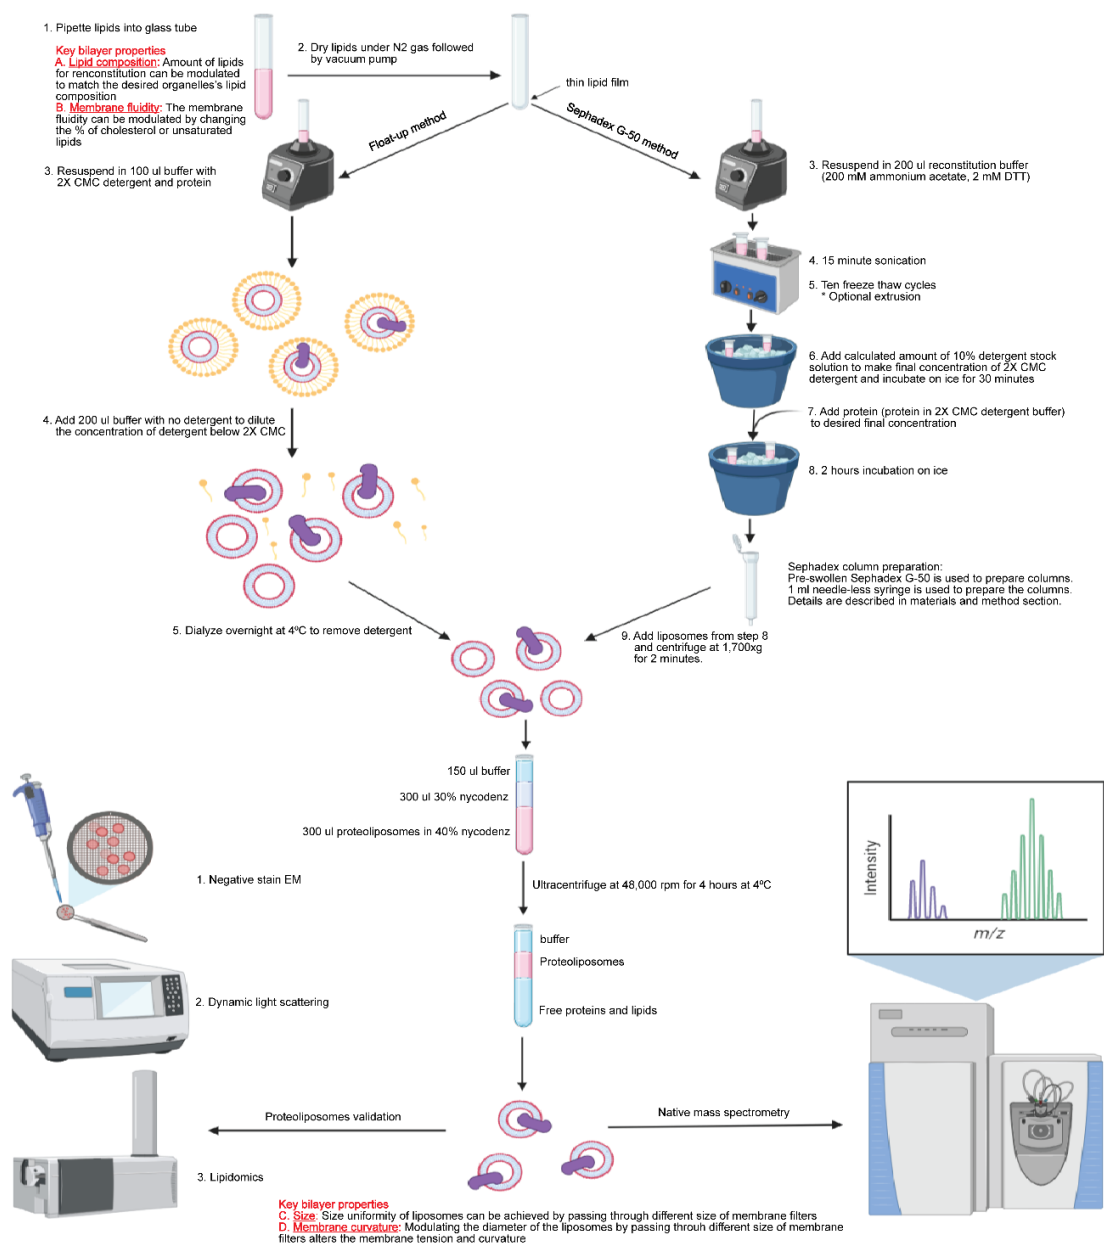 1. Pipette lipids into glass tube
Key bilayer properties
A. Lipid composition: Amount of lipids
for renconstitution can be modulated
to match the desired organelles's lipid
composition
B. Membrane fluidity: The membrane
fluidity can be modulated by changing
the % of cholesterol or unsaturated
lipids
2. Dry lipids under N2 gas followed
by vacuum pump
thin lipid film
Float-up method
Sephadex G-50 method
3. Resuspend in 100 ul buffer with
2X CMC detergent and protein
3. Resuspend in 200 ul reconstitution buffer
(200 mM ammonium acetate, 2 mM DTT)
4. 15 minute sonication
5. Ten freeze thaw cycles
* Optional extrusion
6. Add calculated amount of 10% detergent stock
solution to make final concentration of 2X CMC
detergent and incubate on ice for 30 minutes
4. Add 200 ul buffer with no detergent to dilute
the concentration of detergent below 2X CMC
7. Add protein (protein in 2X CMC detergent buffer)
to desired final concentration
8. 2 hours incubation on ice
Sephadex column preparation:
Pre-swollen Sephadex G-50 is used to prepare columns.
1 ml needle-less syringe is used to prepare the columns.
Details are described in materials and method section.
5. Dialyze overnight at 4ºC to remove detergent
9. Add liposomes from step 8
and centrifuge at 1,700xg
for 2 minutes.
150 ul buffer
300 ul 30% nycodenz
300 ul proteoliposomes in 40% nycodenz
Ultracentrifuge at 48,000 rpm for 4 hours at 4ºC
buffer
Proteoliposomes
Free proteins and lipids
1. Negative stain EM
2. Dynamic light scattering
3. Lipidomics
Intensity
m/z
Proteoliposomes validation
Native mass spectrometry
Key bilayer properties
C. Size: Size uniformity of liposomes can be achieved by passing through different size of membrane filters
D. Membrane curvature: Modulating the diameter of the liposomes by passing throuh different size of membrane
filters alters the membrane tension and curvature